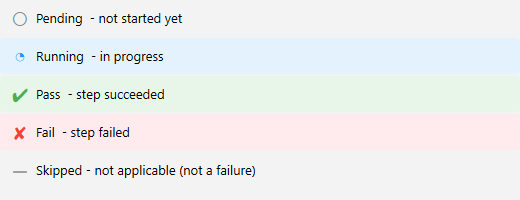 Pending - not started yet
Running - in progress
Pass - step succeeded
Fail - step failed
Skipped - not applicable (not a failure)